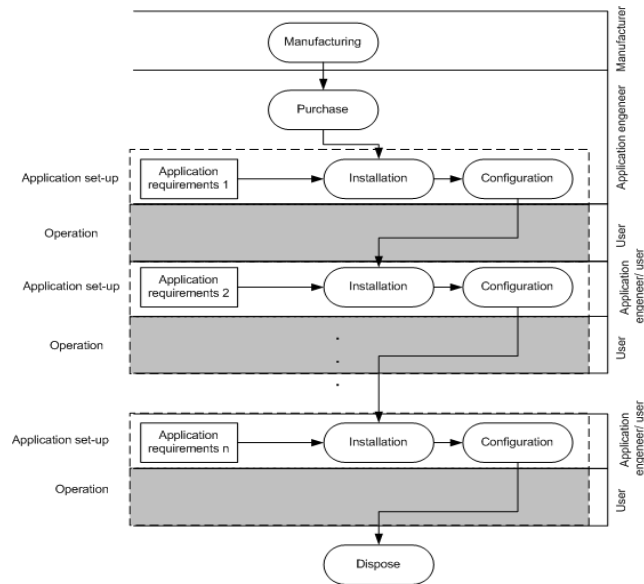 Manufacturing
Manufacturer
Purchase
Application engeneer
Application set-up
Application
requirements 1
Installation
Configuration
Operation
User
Application set-up
Application
requirements 2
Installation
Configuration
Application
engeneer/ user
Operation
User
Application set-up
Application
requirements n
Installation
Configuration
Application
engeneer/ user
Operation
User
Dispose